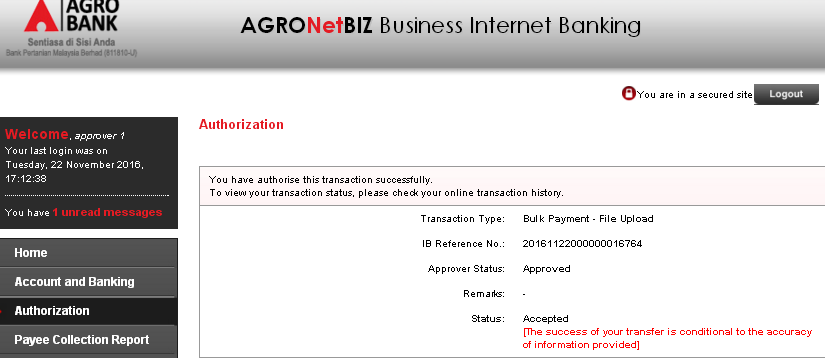 AGRO
BANK
Sentiasa di Sisi Anda
Bank Pertanian Malaysia Berhad (811810-U)
AGRONetBIZ Business Internet Banking
You are in a secured site
Logout
Welcome, approver 1
Your last login was on
Tuesday, 22 November 2016,
17:12:38
You have 1 unread messages
Home
Account and Banking
Authorization
Payee Collection Report
Authorization
You have authorise this transaction successfully.
To view your transaction status, please check your online transaction history.
Transaction Type: Bulk Payment - File Upload
IB Reference No.: 20161122000000016764
Approver Status: Approved
Remarks: -
Status: Accepted
[The success of your transfer is conditional to the accuracy
of information provided]